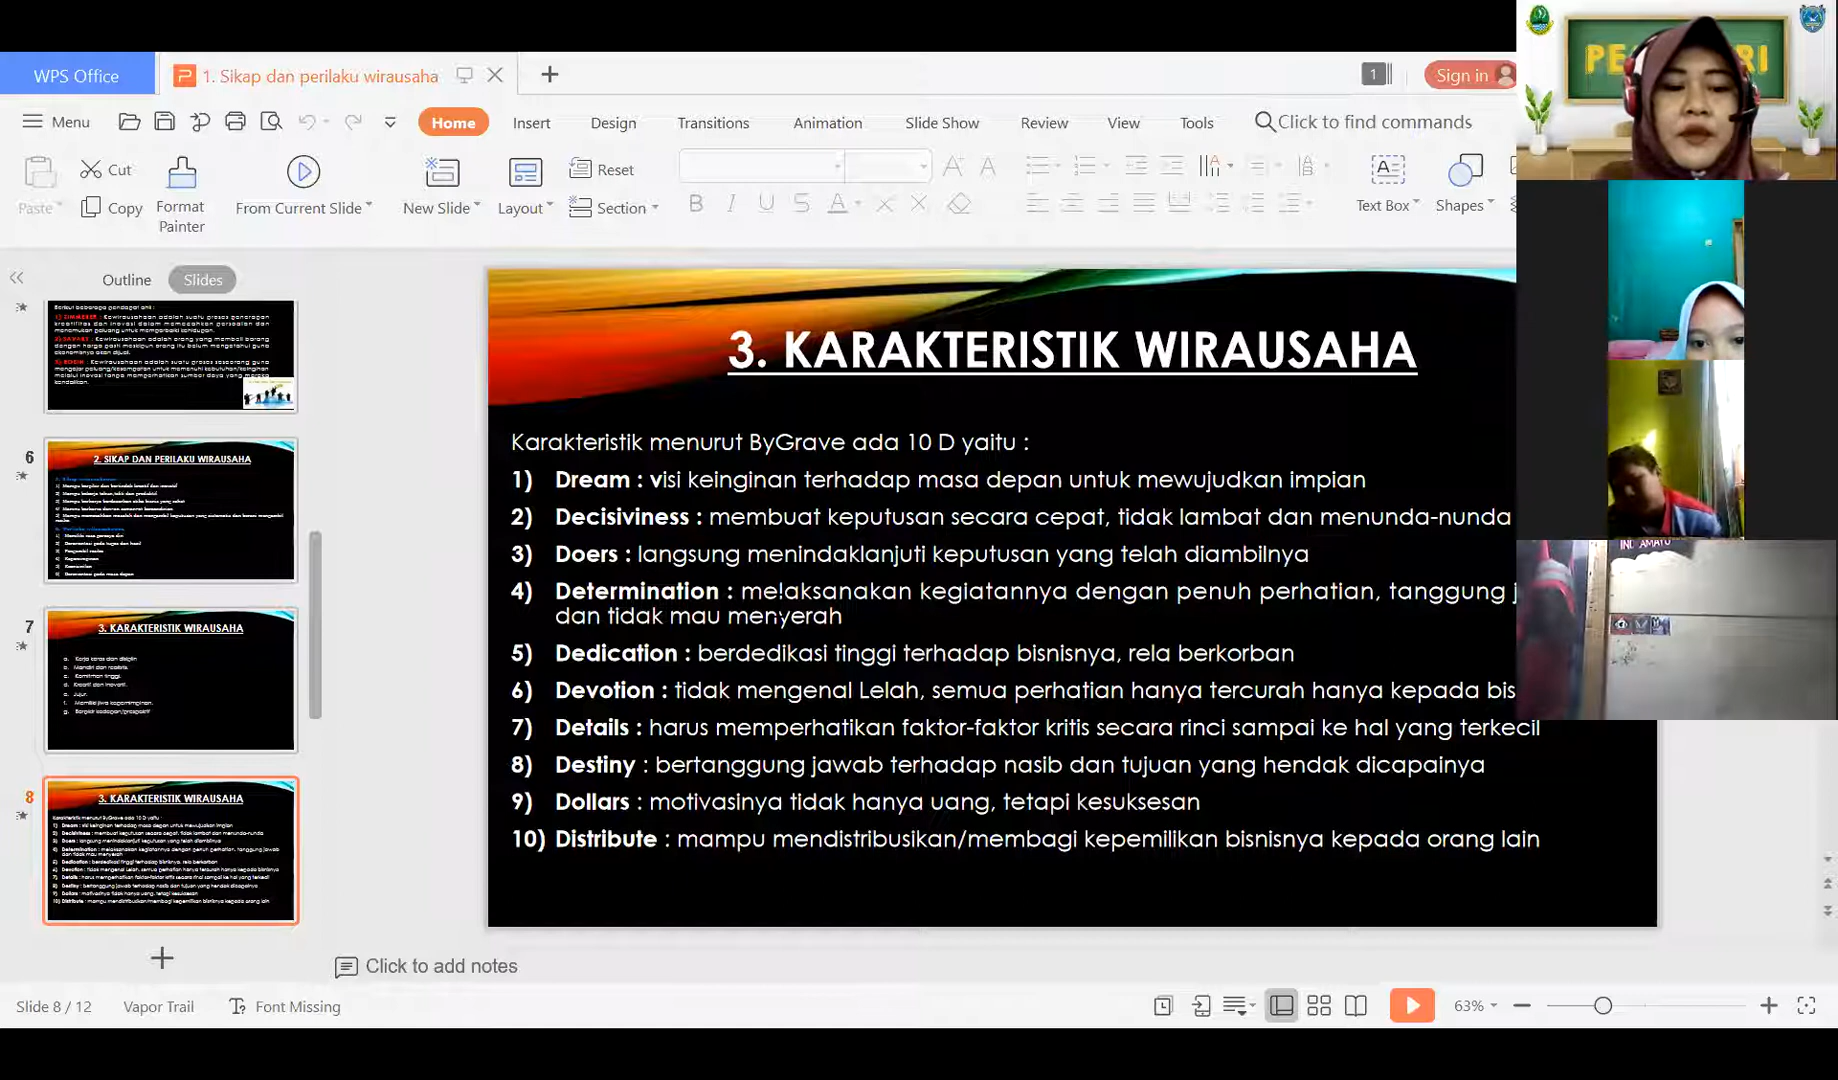 WPS Office
1. Sikap dan perilaku wirausaha
1
Sign in
Menu
Home
Insert
Design
Transitions
Animation
Slide Show
Review
View
Tools
Click to find commands
Paste
Cut
Copy
Format
Painter
From Current Slide
New Slide
Layout
Reset
Section
Text Box
Shapes
Outline
Slides
6
2. SIKAP DAN PERILAKU WIRAUSAHA
7
3. KARAKTERISTIK WIRAUSAHA
8
3. KARAKTERISTIK WIRAUSAHA
3. KARAKTERISTIK WIRAUSAHA
Karakteristik menurut ByGrave ada 10 D yaitu :
1) Dream : visi keinginan terhadap masa depan untuk mewujudkan impian
2) Decisiviness : membuat keputusan secara cepat, tidak lambat dan menunda-nunda
3) Doers : langsung menindaklanjuti keputusan yang telah diambilnya
4) Determination : melaksanakan kegiatannya dengan penuh perhatian, tanggung
dan tidak mau menyerah
5) Dedication : berdedikasi tinggi terhadap bisnisnya, rela berkorban
6) Devotion : tidak mengenal Lelah, semua perhatian hanya tercurah hanya kepada bis
7) Details : harus memperhatikan faktor-faktor kritis secara rinci sampai ke hal yang terkecil
8) Destiny : bertanggung jawab terhadap nasib dan tujuan yang hendak dicapainya
9) Dollars : motivasinya tidak hanya uang, tetapi kesuksesan
10) Distribute : mampu mendistribusikan/membagi kepemilikan bisnisnya kepada orang lain
Click to add notes
Slide 8 / 12
Vapor Trail
Font Missing
63%